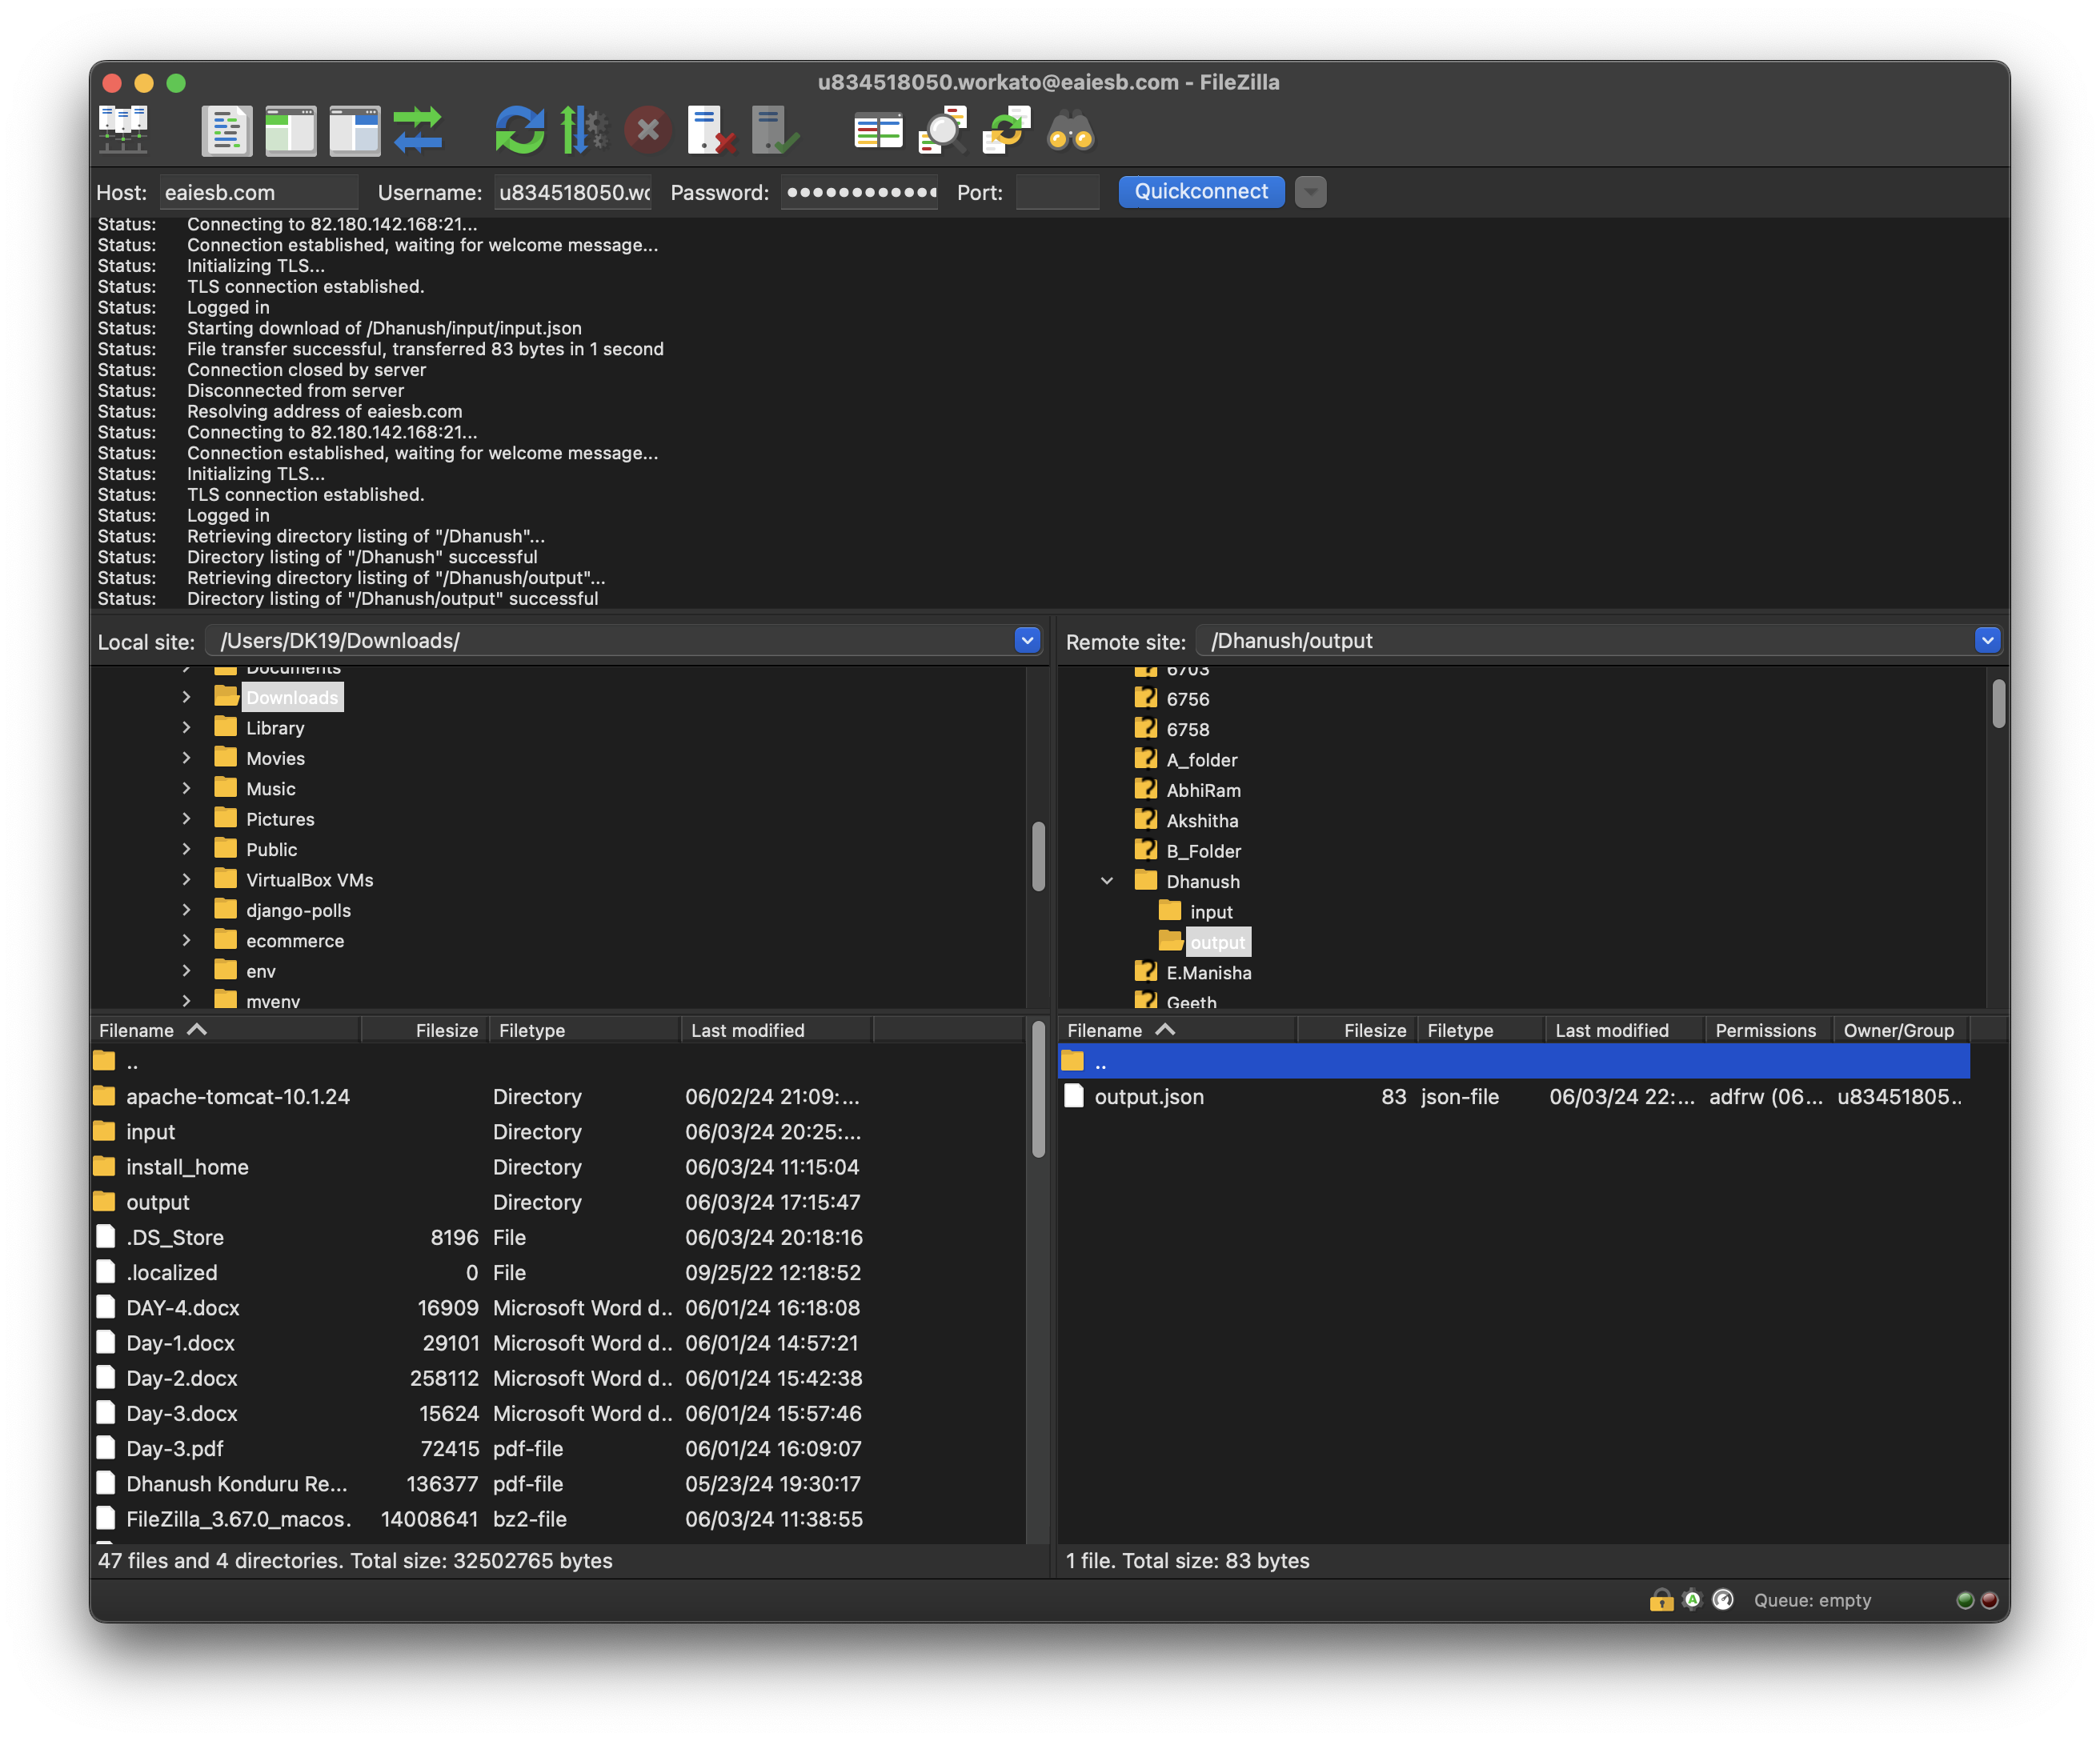 u834518050.workato@eaiesb.com - FileZilla
Host: eaiesb.com Username: u834518050.wo Password: ●●●●●●●●●●●● Port: Quickconnect
Status: Connecting to 82.180.142.168:21...
Status: Connection established, waiting for welcome message...
Status: Initializing TLS...
Status: TLS connection established.
Status: Logged in
Status: Starting download of /Dhanush/input/input.json
Status: File transfer successful, transferred 83 bytes in 1 second
Status: Connection closed by server
Status: Disconnected from server
Status: Resolving address of eaiesb.com
Status: Connecting to 82.180.142.168:21...
Status: Connection established, waiting for welcome message...
Status: Initializing TLS...
Status: TLS connection established.
Status: Logged in
Status: Retrieving directory listing of "/Dhanush"...
Status: Directory listing of "/Dhanush" successful
Status: Retrieving directory listing of "/Dhanush/output"...
Status: Directory listing of "/Dhanush/output" successful
Local site: /Users/DK19/Downloads/
Documents
Downloads
Library
Movies
Music
Pictures
Public
VirtualBox VMs
django-polls
ecommerce
env
myenv
Filename Filesize Filetype Last modified
..
apache-tomcat-10.1.24 Directory 06/02/24 21:09:...
input Directory 06/03/24 20:25:...
install_home Directory 06/03/24 11:15:04
output Directory 06/03/24 17:15:47
.DS_Store 8196 File 06/03/24 20:18:16
.localized 0 File 09/25/22 12:18:52
DAY-4.docx 16909 Microsoft Word d.. 06/01/24 16:18:08
Day-1.docx 29101 Microsoft Word d.. 06/01/24 14:57:21
Day-2.docx 258112 Microsoft Word d.. 06/01/24 15:42:38
Day-3.docx 15624 Microsoft Word d.. 06/01/24 15:57:46
Day-3.pdf 72415 pdf-file 06/01/24 16:09:07
Dhanush Konduru Re... 136377 pdf-file 05/23/24 19:30:17
FileZilla_3.67.0_macos. 14008641 bz2-file 06/03/24 11:38:55
47 files and 4 directories. Total size: 32502765 bytes
Remote site: /Dhanush/output
6703
6756
6758
A_folder
AbhiRam
Akshitha
B_Folder
Dhanush
input
output
E.Manisha
Geeth
Filename Filesize Filetype Last modified Permissions Owner/Group
..
output.json 83 json-file 06/03/24 22:... adfrw (06... u83451805..
1 file. Total size: 83 bytes
Queue: empty